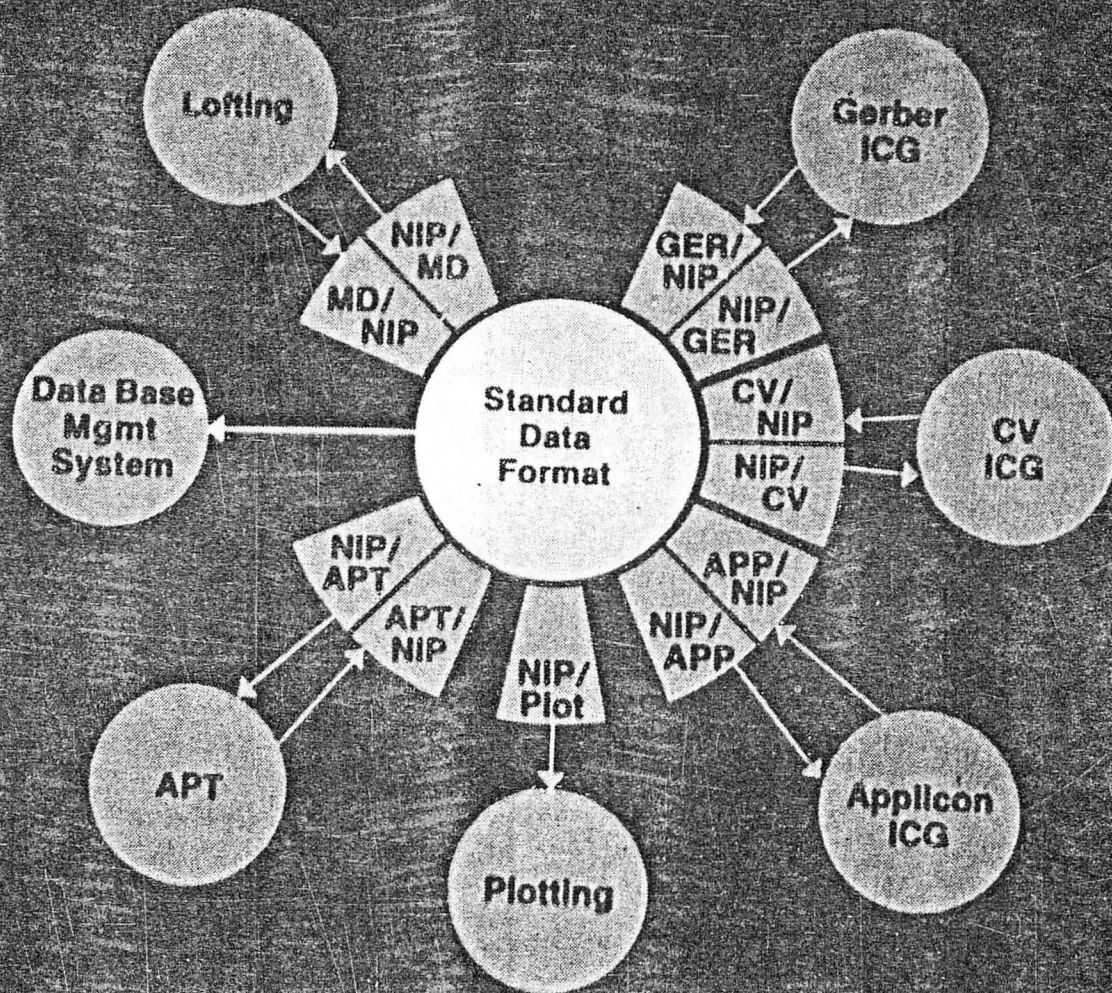 Lofting
Gerber
ICG
NIP/
MD
MD/
NIP
GER/
NIP
NIP/
GER
Data Base
Mgmt
System
Standard
Data
Format
CV/
NIP
NIP/
CV
CV
ICG
NIP/
APT
APT/
NIP
NIP/
Plot
NIP/
APP
APP/
NIP
APT
Plotting
Applicon
ICG